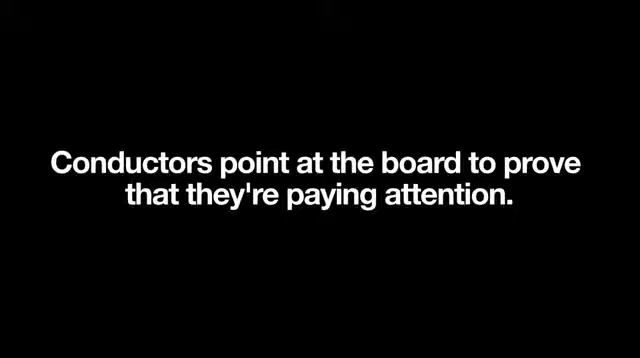 Conductors point at the board to prove
that they're paying attention.